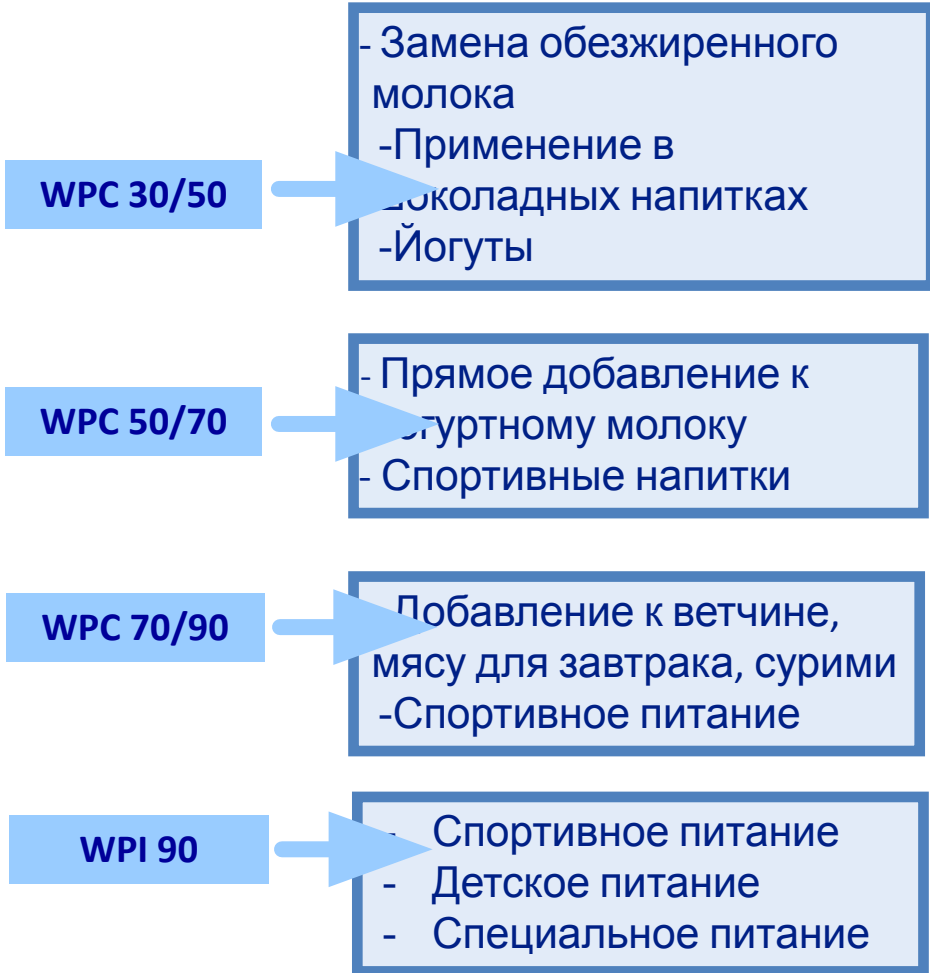 - Замена обезжиренного
молока
WPC 30/50
-Применение в
шоколадных напитках
-Йогуты
WPC 50/70
- Прямое добавление к
йогуртному молоку
- Спортивные напитки
WPC 70/90
Добавление к ветчине,
мясу для завтрака, сурими
-Спортивное питание
WPI 90
- Спортивное питание
- Детское питание
- Специальное питание